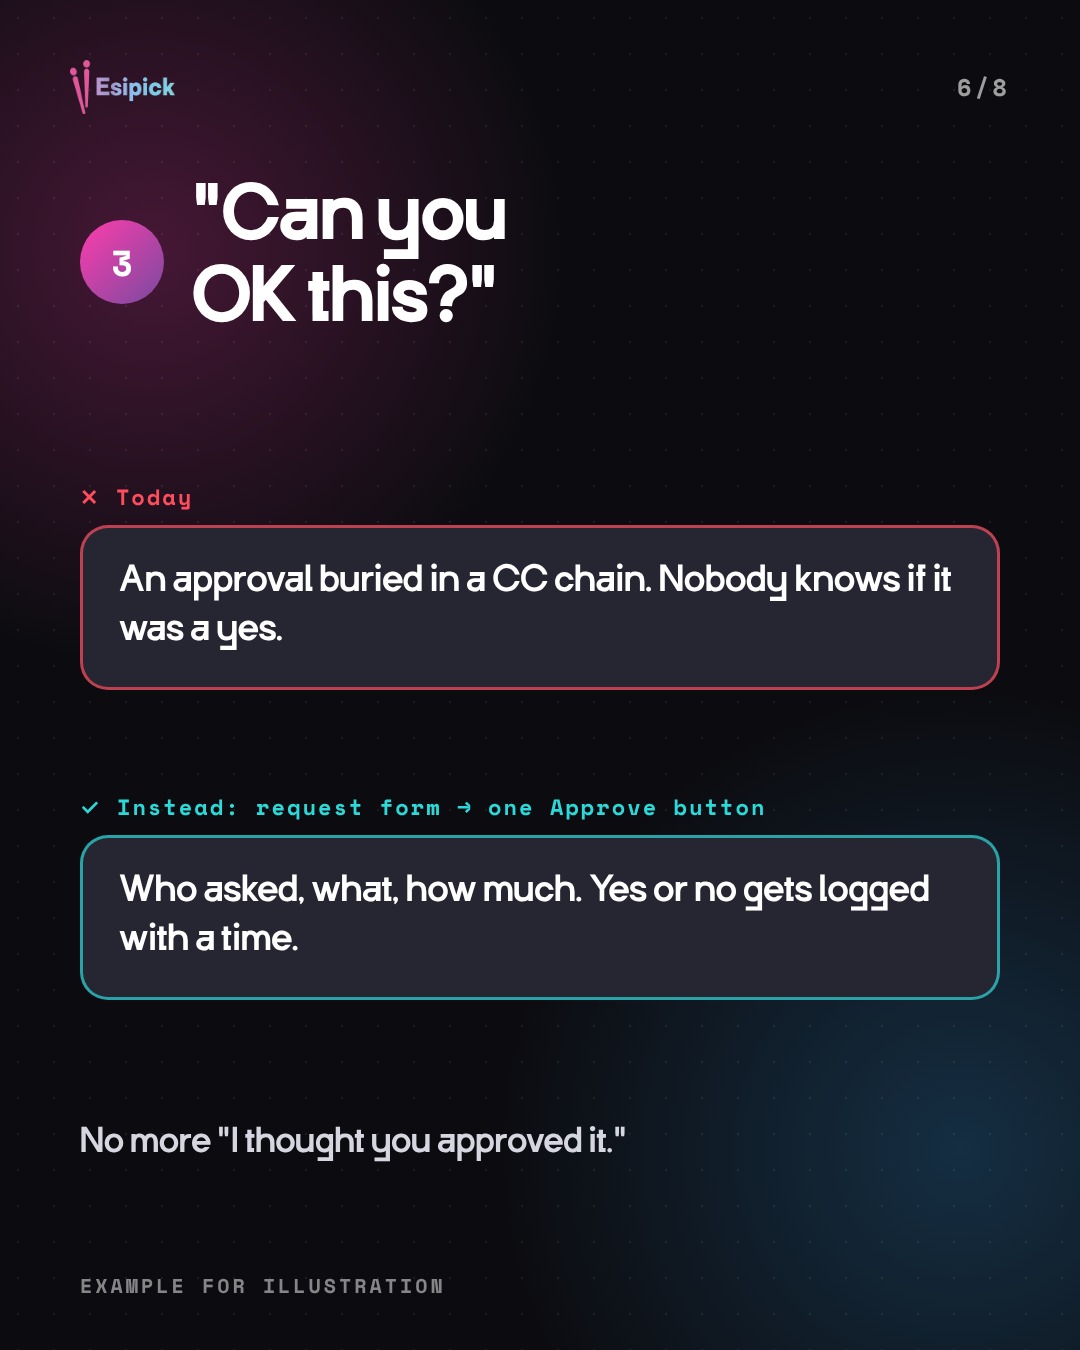 Esipick
6 / 8
3
"Can you
OK this?"
✕ Today
An approval buried in a CC chain. Nobody knows if it
was a yes.
✓ Instead: request form → one Approve button
Who asked, what, how much. Yes or no gets logged
with a time.
No more "I thought you approved it."
EXAMPLE FOR ILLUSTRATION